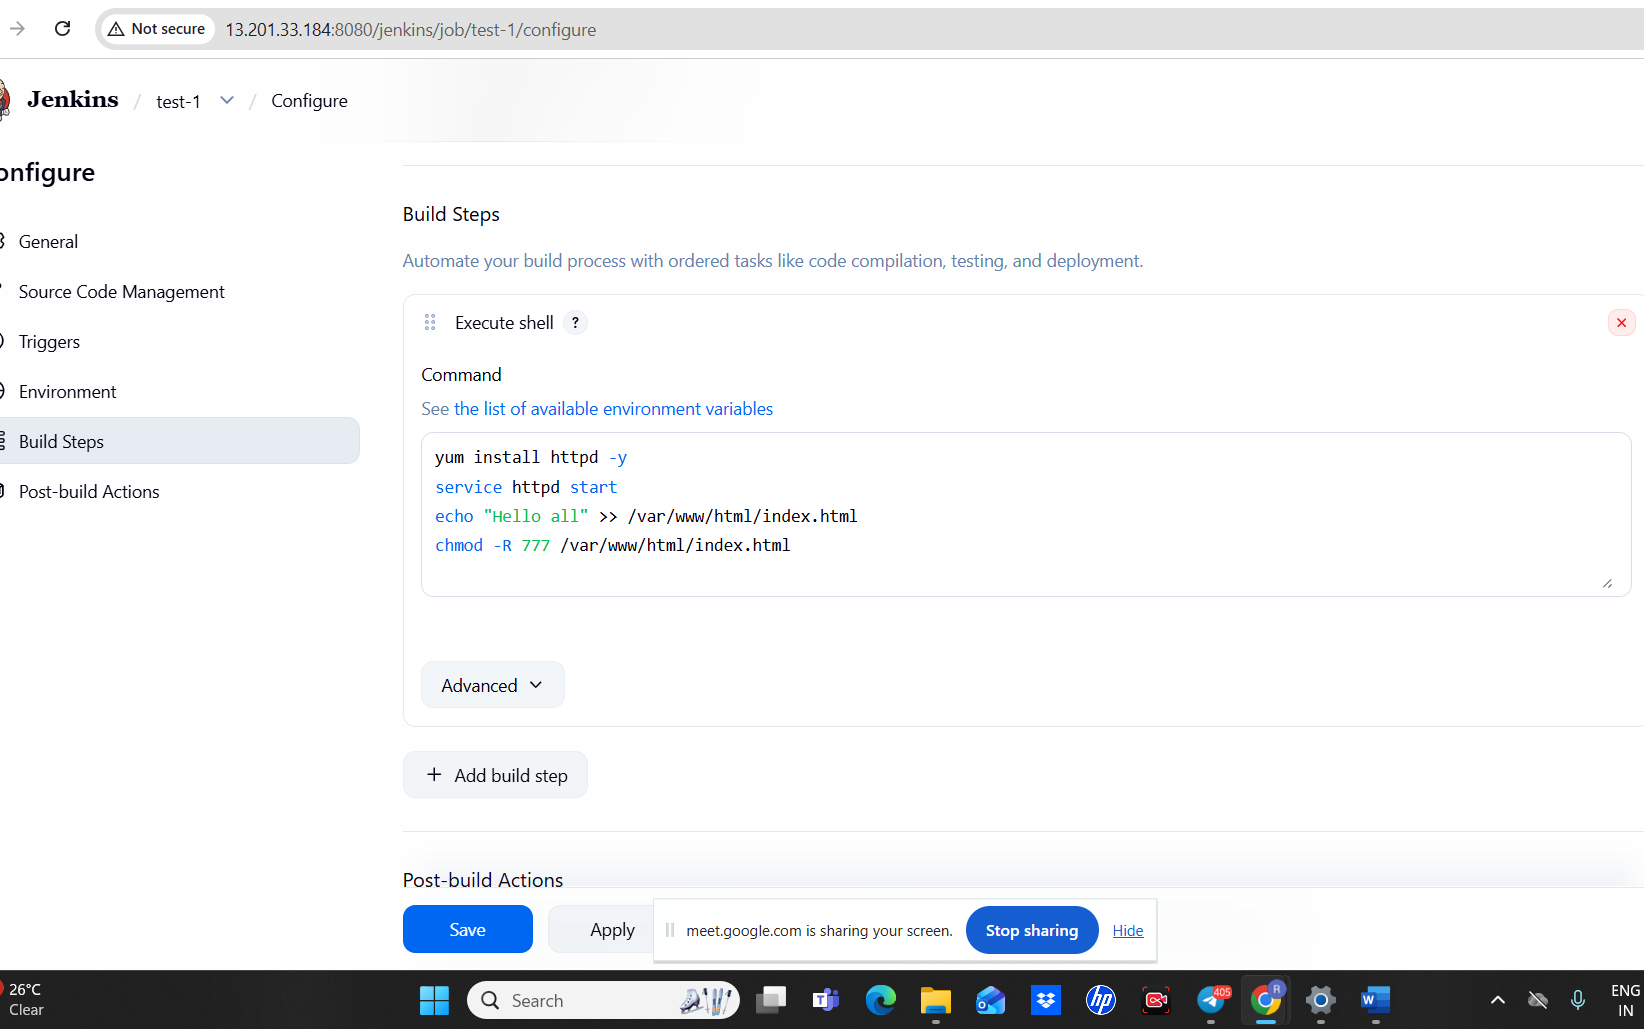 Not secure
13.201.33.184:8080/jenkins/job/test-1/configure
Jenkins / test-1 / Configure
onfigure
General
Source Code Management
Triggers
Environment
Build Steps
Post-build Actions
Build Steps
Automate your build process with ordered tasks like code compilation, testing, and deployment.
Execute shell ?
Command
See the list of available environment variables
yum install httpd -y
service httpd start
echo "Hello all" >> /var/www/html/index.html
chmod -R 777 /var/www/html/index.html
Advanced
+ Add build step
Post-build Actions
Save
Apply
meet.google.com is sharing your screen.
Stop sharing
Hide
26°C
Clear
Search
T
hp
405
R
W
ENG
IN